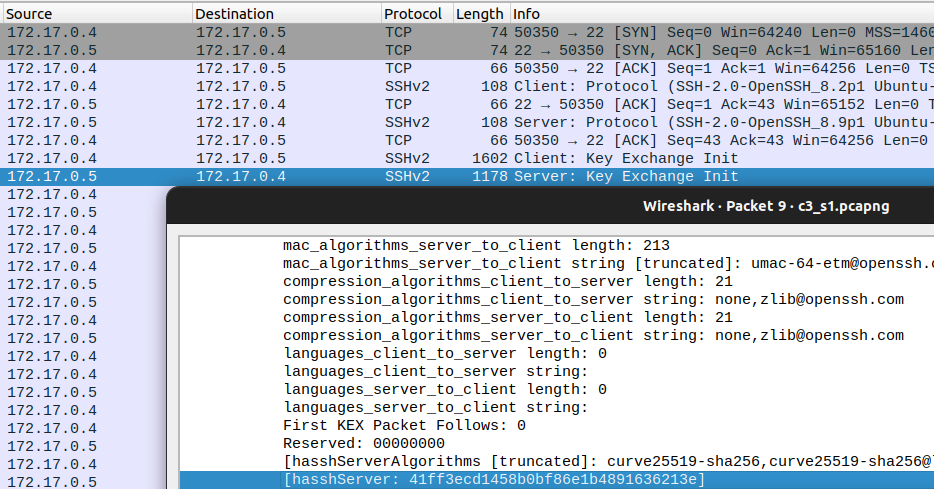 Source Destination Protocol Length Info
172.17.0.4 172.17.0.5 TCP 74 50350 → 22 [SYN] Seq=0 Win=64240 Len=0 MSS=1460
172.17.0.5 172.17.0.4 TCP 74 22 → 50350 [SYN, ACK] Seq=0 Ack=1 Win=65160 Len
172.17.0.4 172.17.0.5 TCP 66 50350 → 22 [ACK] Seq=1 Ack=1 Win=64256 Len=0 TS
172.17.0.4 172.17.0.5 SSHv2 108 Client: Protocol (SSH-2.0-OpenSSH_8.2p1 Ubuntu-
172.17.0.5 172.17.0.4 TCP 66 22 → 50350 [ACK] Seq=1 Ack=43 Win=65152 Len=0 T
172.17.0.5 172.17.0.4 SSHv2 108 Server: Protocol (SSH-2.0-OpenSSH_8.9p1 Ubuntu-
172.17.0.4 172.17.0.5 TCP 66 50350 → 22 [ACK] Seq=43 Ack=43 Win=64256 Len=0
172.17.0.4 172.17.0.5 SSHv2 1602 Client: Key Exchange Init
172.17.0.5 172.17.0.4 SSHv2 1178 Server: Key Exchange Init
172.17.0.4
172.17.0.5
172.17.0.4
172.17.0.5
172.17.0.4
172.17.0.5
172.17.0.5
172.17.0.4
172.17.0.5
172.17.0.4
172.17.0.4
172.17.0.5
172.17.0.4
172.17.0.4
172.17.0.5
172.17.0.4
172.17.0.5
Wireshark · Packet 9 · c3_s1.pcapng
mac_algorithms_server_to_client length: 213
mac_algorithms_server_to_client string [truncated]: umac-64-etm@openssh.c
compression_algorithms_client_to_server length: 21
compression_algorithms_client_to_server string: none,zlib@openssh.com
compression_algorithms_server_to_client length: 21
compression_algorithms_server_to_client string: none,zlib@openssh.com
languages_client_to_server length: 0
languages_client_to_server string:
languages_server_to_client length: 0
languages_server_to_client string:
First KEX Packet Follows: 0
Reserved: 00000000
[hasshServerAlgorithms [truncated]: curve25519-sha256,curve25519-sha256@l
[hasshServer: 41ff3ecd1458b0bf86e1b4891636213e]